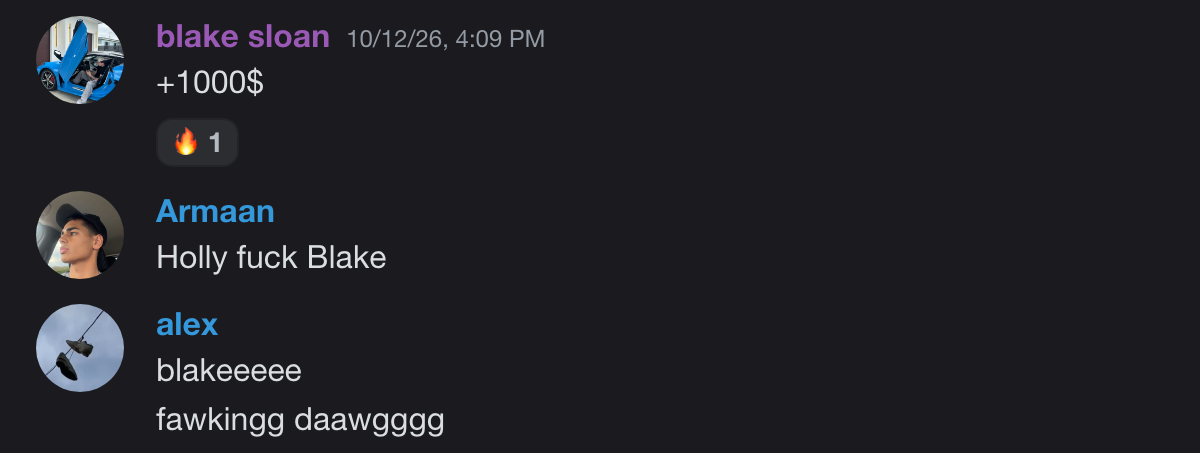 blake sloan 10/12/26, 4:09 PM
+1000$
🔥 1
Armaan
Holly fuck Blake
alex
blakeeeee
fawkingg daawgggg